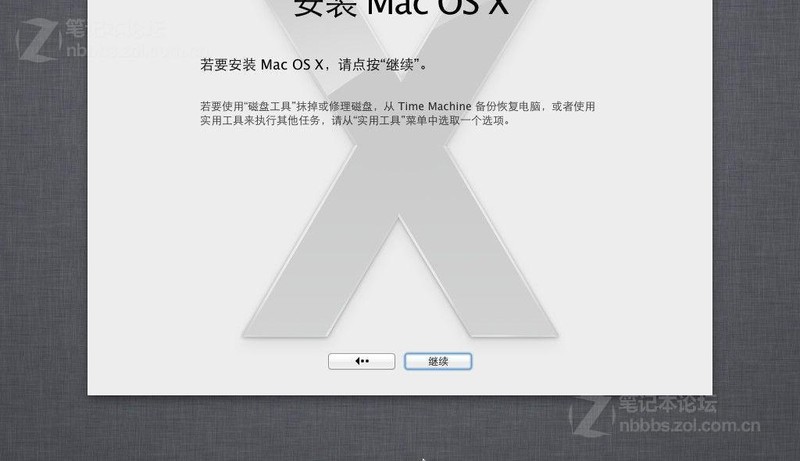 安装 Mac OS X
笔记本论坛
nbbbs.zol.com.cn
若要安装 Mac OS X，请点按“继续”。
若要使用“磁盘工具”抹掉或修理磁盘，从 Time Machine 备份恢复电脑，或者使用
实用工具来执行其他任务，请从“实用工具”菜单中选取一个选项。
继续
笔记本论坛
nbbbs.zol.com.cn